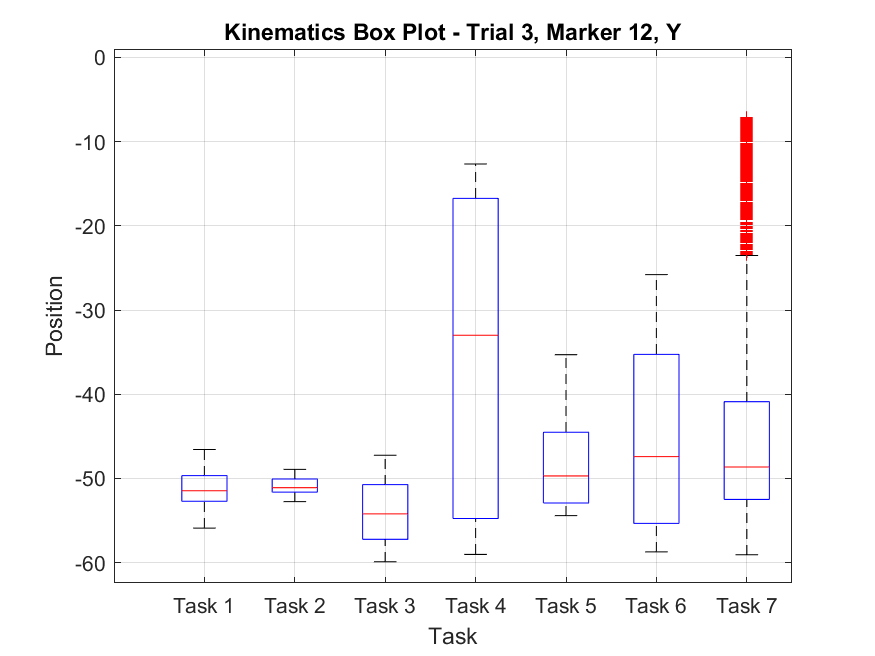 Kinematics Box Plot - Trial 3, Marker 12, Y
0
-10
-20
-30
-40
-50
-60
Position
Task 1 Task 2 Task 3 Task 4 Task 5 Task 6 Task 7
Task